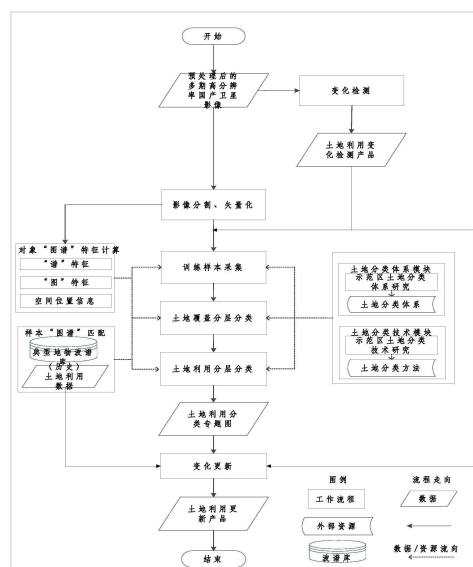 开始
预处理后的
多期高分辨
率国产卫星
影像
变化检测
土地利用变
化检测产品
影像分割、矢量化
对象“图谱”特征计算
“谱”特征
“图”特征
空间位置信息
训练样本采集
土地覆盖分层分类
土地利用分层分类
土地分类体系模块
示范区土地分类
体系研究
土地分类体系
土地分类技术模块
示范区土地分类
技术研究
土地分类方法
样本“图谱”匹配
典型地物波谱
库
(历史)
土地利用
数据
土地利用分
类专题图
变化更新
土地利用更
新产品
结束
图例
流程走向
工作流程
数据
外部资源
波谱库
数据/资源流向